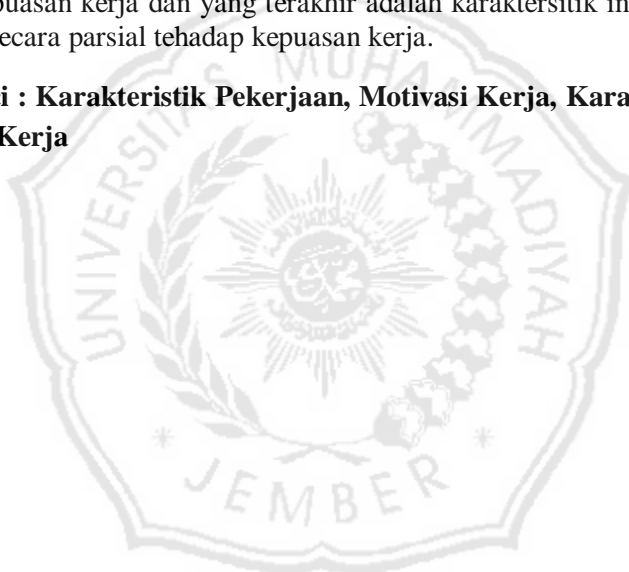 puasan kerja dan yang terakhir adalah karaktersitik in
ecara parsial tehadap kepuasan kerja.
i : Karakteristik Pekerjaan, Motivasi Kerja, Kara
Kerja
UNIVERSITAS MUHAMMADIYAH
JEMBER